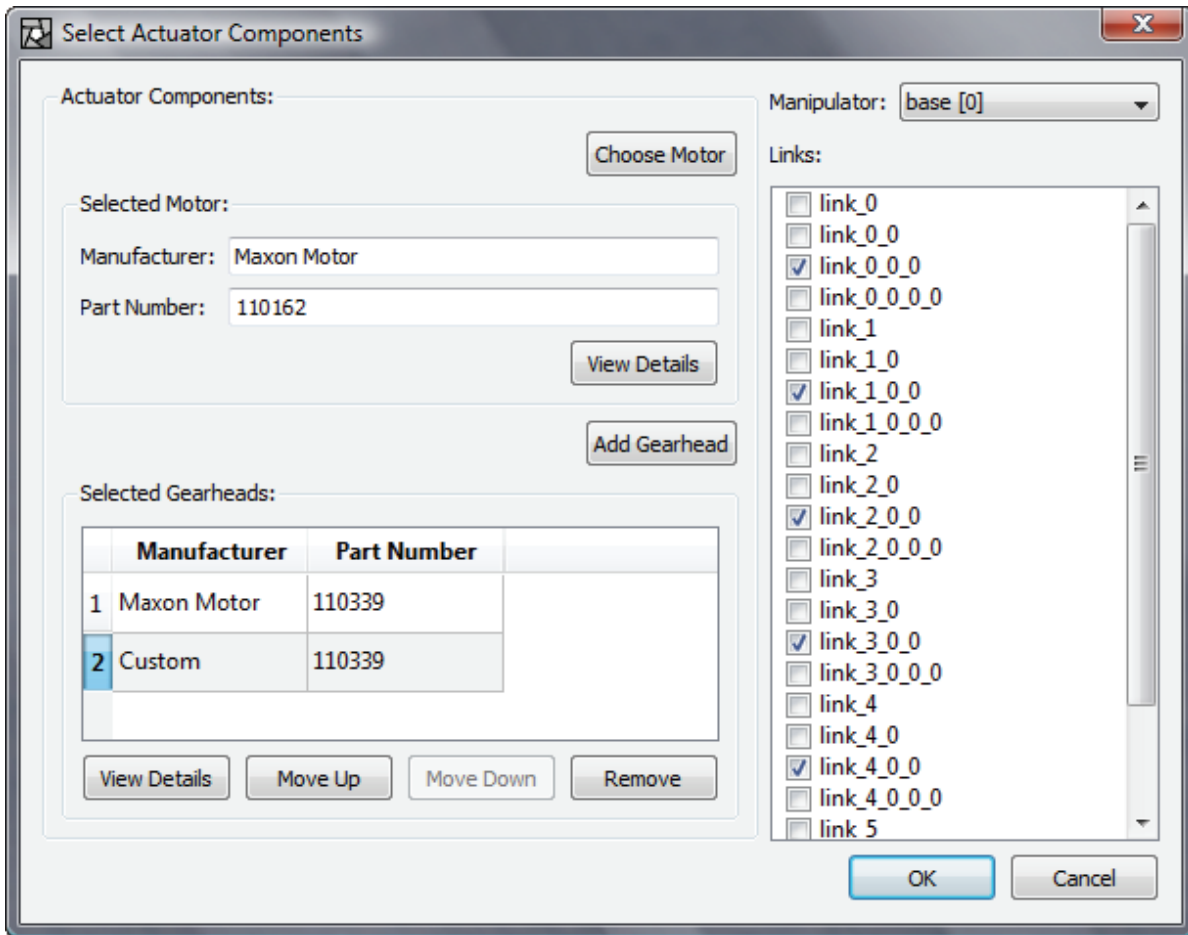 Select Actuator Components
Actuator Components:
Choose Motor
Selected Motor:
Manufacturer: Maxon Motor
Part Number: 110162
View Details
Add Gearhead
Selected Gearheads:
Manufacturer Part Number
1 Maxon Motor 110339
2 Custom 110339
View Details Move Up Move Down Remove
Manipulator: base [0]
Links:
link_0
link_0_0
link_0_0_0
link_0_0_0_0
link_1
link_1_0
link_1_0_0
link_1_0_0_0
link_2
link_2_0
link_2_0_0
link_2_0_0_0
link_3
link_3_0
link_3_0_0
link_3_0_0_0
link_4
link_4_0
link_4_0_0
link_4_0_0_0
link_5
OK Cancel